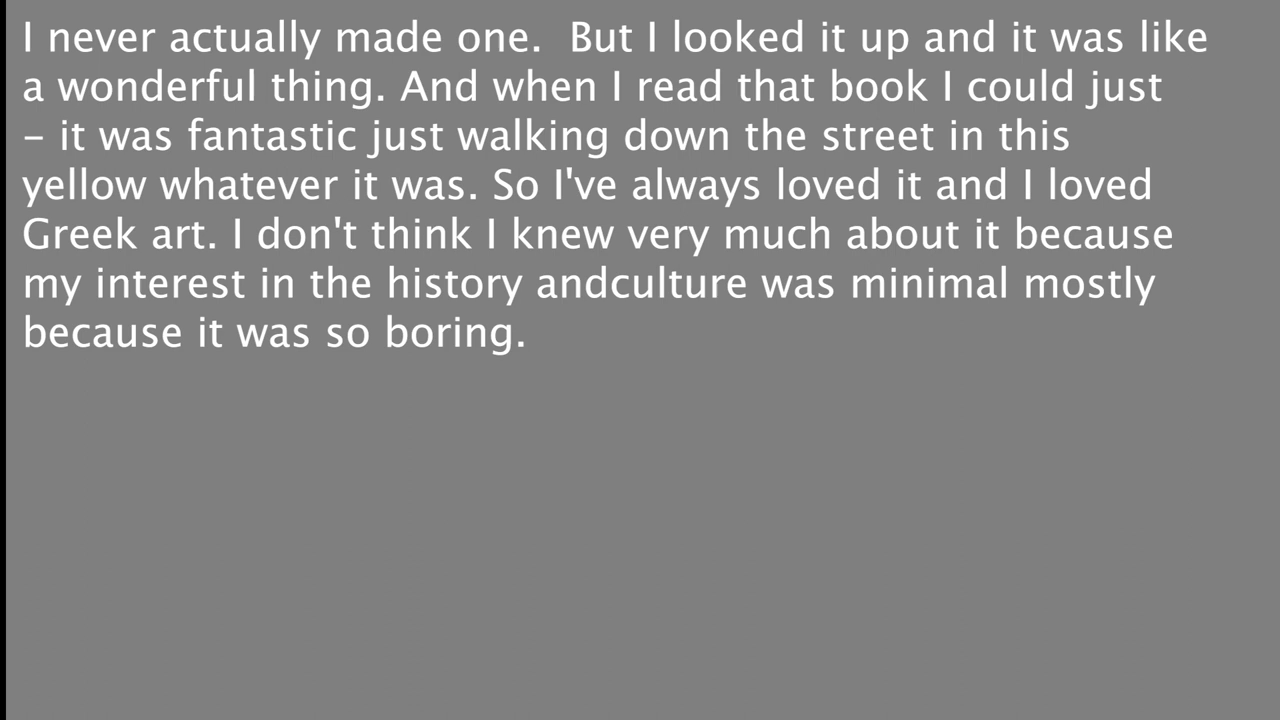 I never actually made one.  But I looked it up and it was like
a wonderful thing. And when I read that book I could just
– it was fantastic just walking down the street in this
yellow whatever it was. So I've always loved it and I loved
Greek art. I don't think I knew very much about it because
my interest in the history andculture was minimal mostly
because it was so boring.